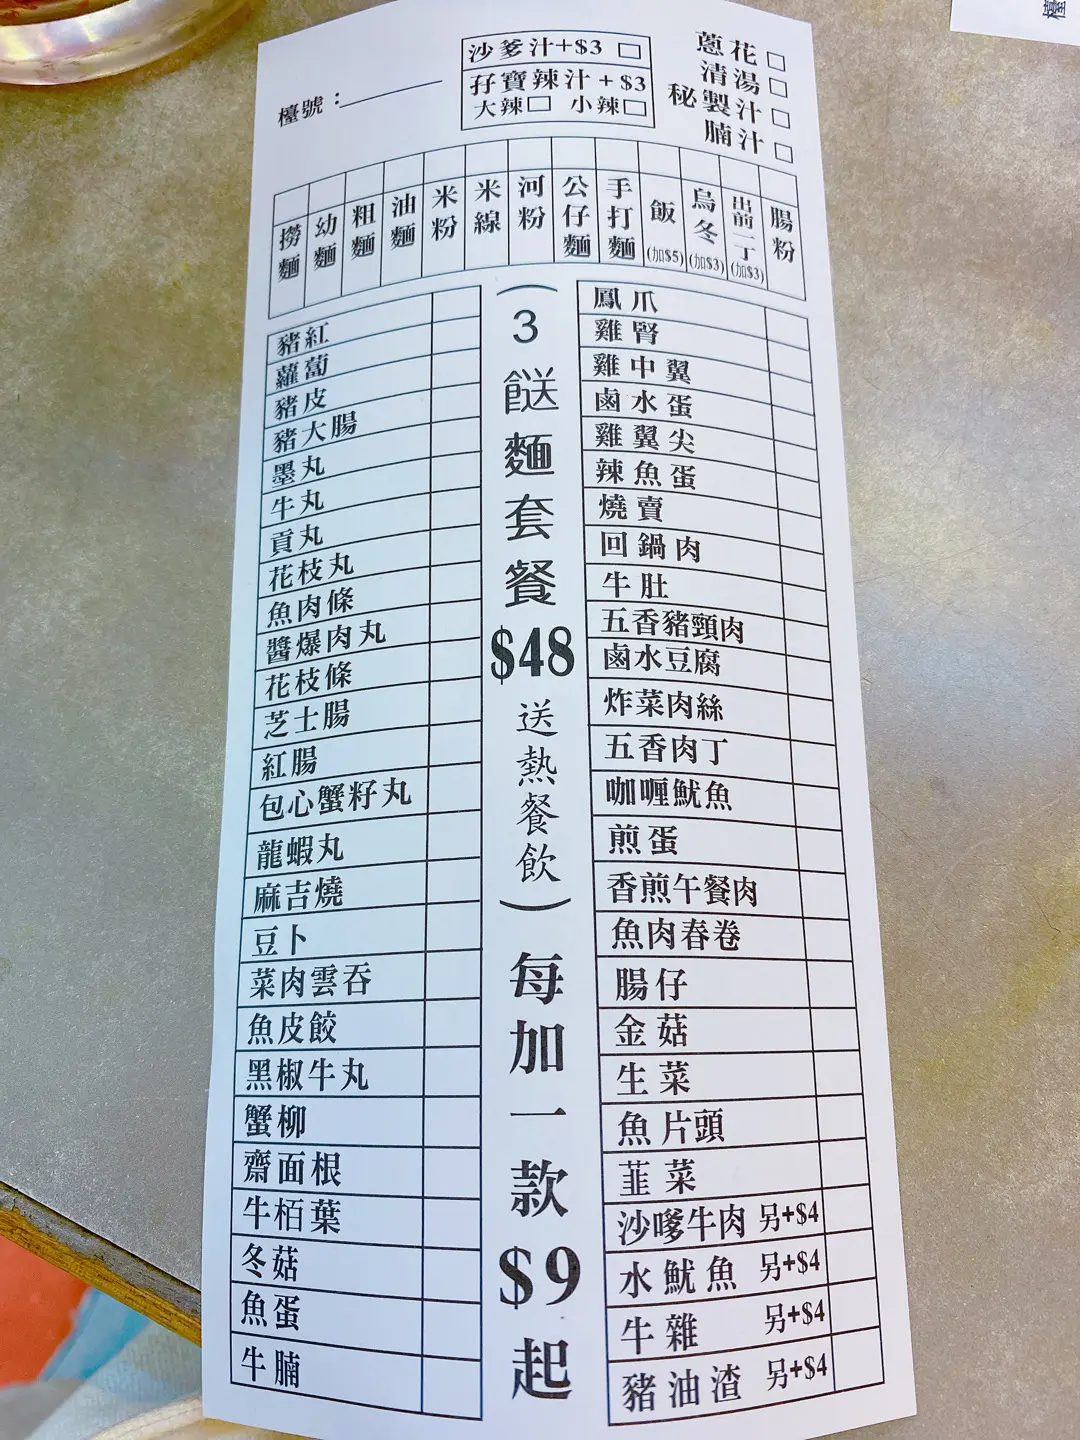 檯號：
沙爹汁+$3 □
孖寶辣汁+$3
大辣□ 小辣□
蔥花□
清湯□
秘製汁□
腩汁□
撈麵
幼麵
粗麵
油麵
米粉
米線
河粉
公仔麵
手打麵
飯(加$5)
烏冬(加$3)
出前一丁(加$3)
腸粉
豬紅
蘿蔔
豬皮
豬大腸
墨丸
牛丸
貢丸
花枝丸
魚肉條
醬爆肉丸
花枝條
芝士腸
紅腸
包心蟹籽丸
龍蝦丸
麻吉燒
豆卜
菜肉雲吞
魚皮餃
黑椒牛丸
蟹柳
齋面根
牛栢葉
冬菇
魚蛋
牛腩
（3餸麵套餐$48送熱餐飲）每加一款$9起
鳳爪
雞腎
雞中翼
鹵水蛋
雞翼尖
辣魚蛋
燒賣
回鍋肉
牛肚
五香豬頸肉
鹵水豆腐
炸菜肉絲
五香肉丁
咖喱魷魚
煎蛋
香煎午餐肉
魚肉春卷
腸仔
金菇
生菜
魚片頭
韮菜
沙嗲牛肉 另+$4
水魷魚 另+$4
牛雜 另+$4
豬油渣 另+$4